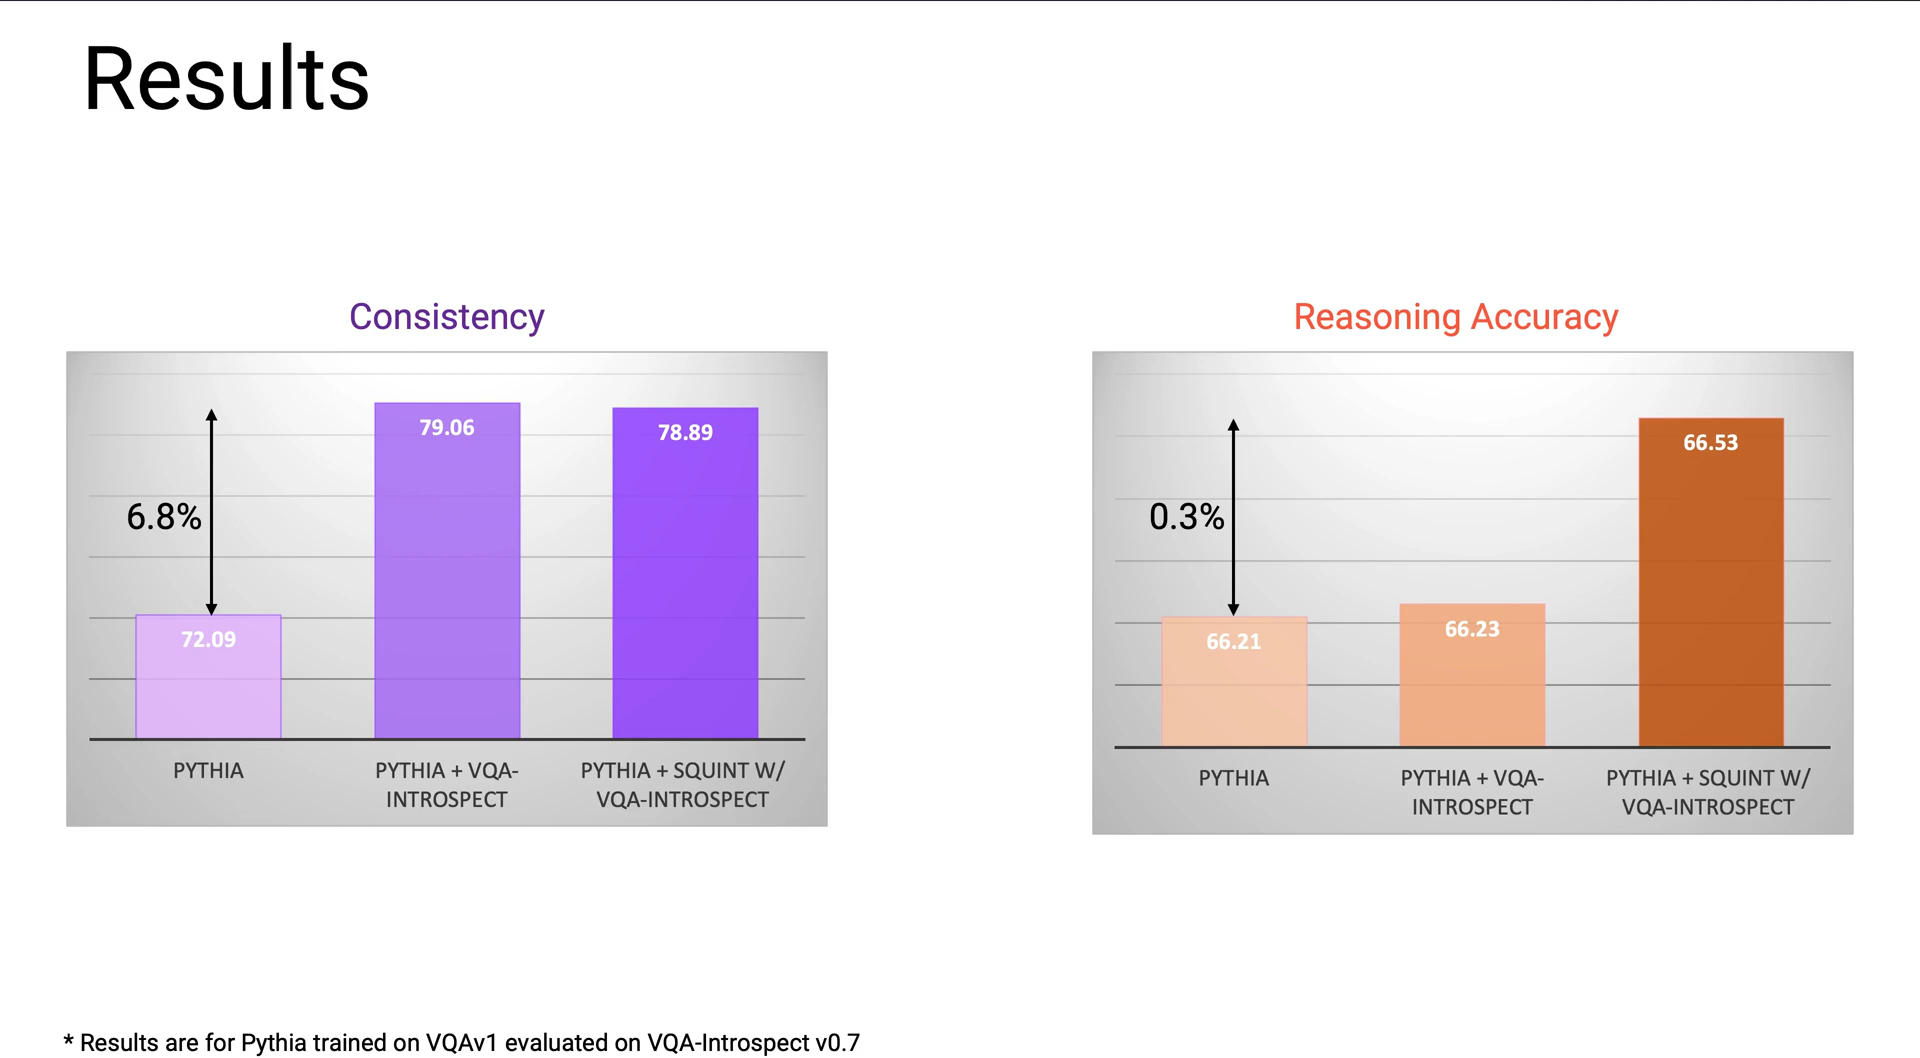 Results
Consistency
6.8%
72.09
79.06
78.89
PYTHIA
PYTHIA + VQA-
INTROSPECT
PYTHIA + SQUINT W/
VQA-INTROSPECT
Reasoning Accuracy
0.3%
66.21
66.23
66.53
PYTHIA
PYTHIA + VQA-
INTROSPECT
PYTHIA + SQUINT W/
VQA-INTROSPECT
* Results are for Pythia trained on VQAv1 evaluated on VQA-Introspect v0.7